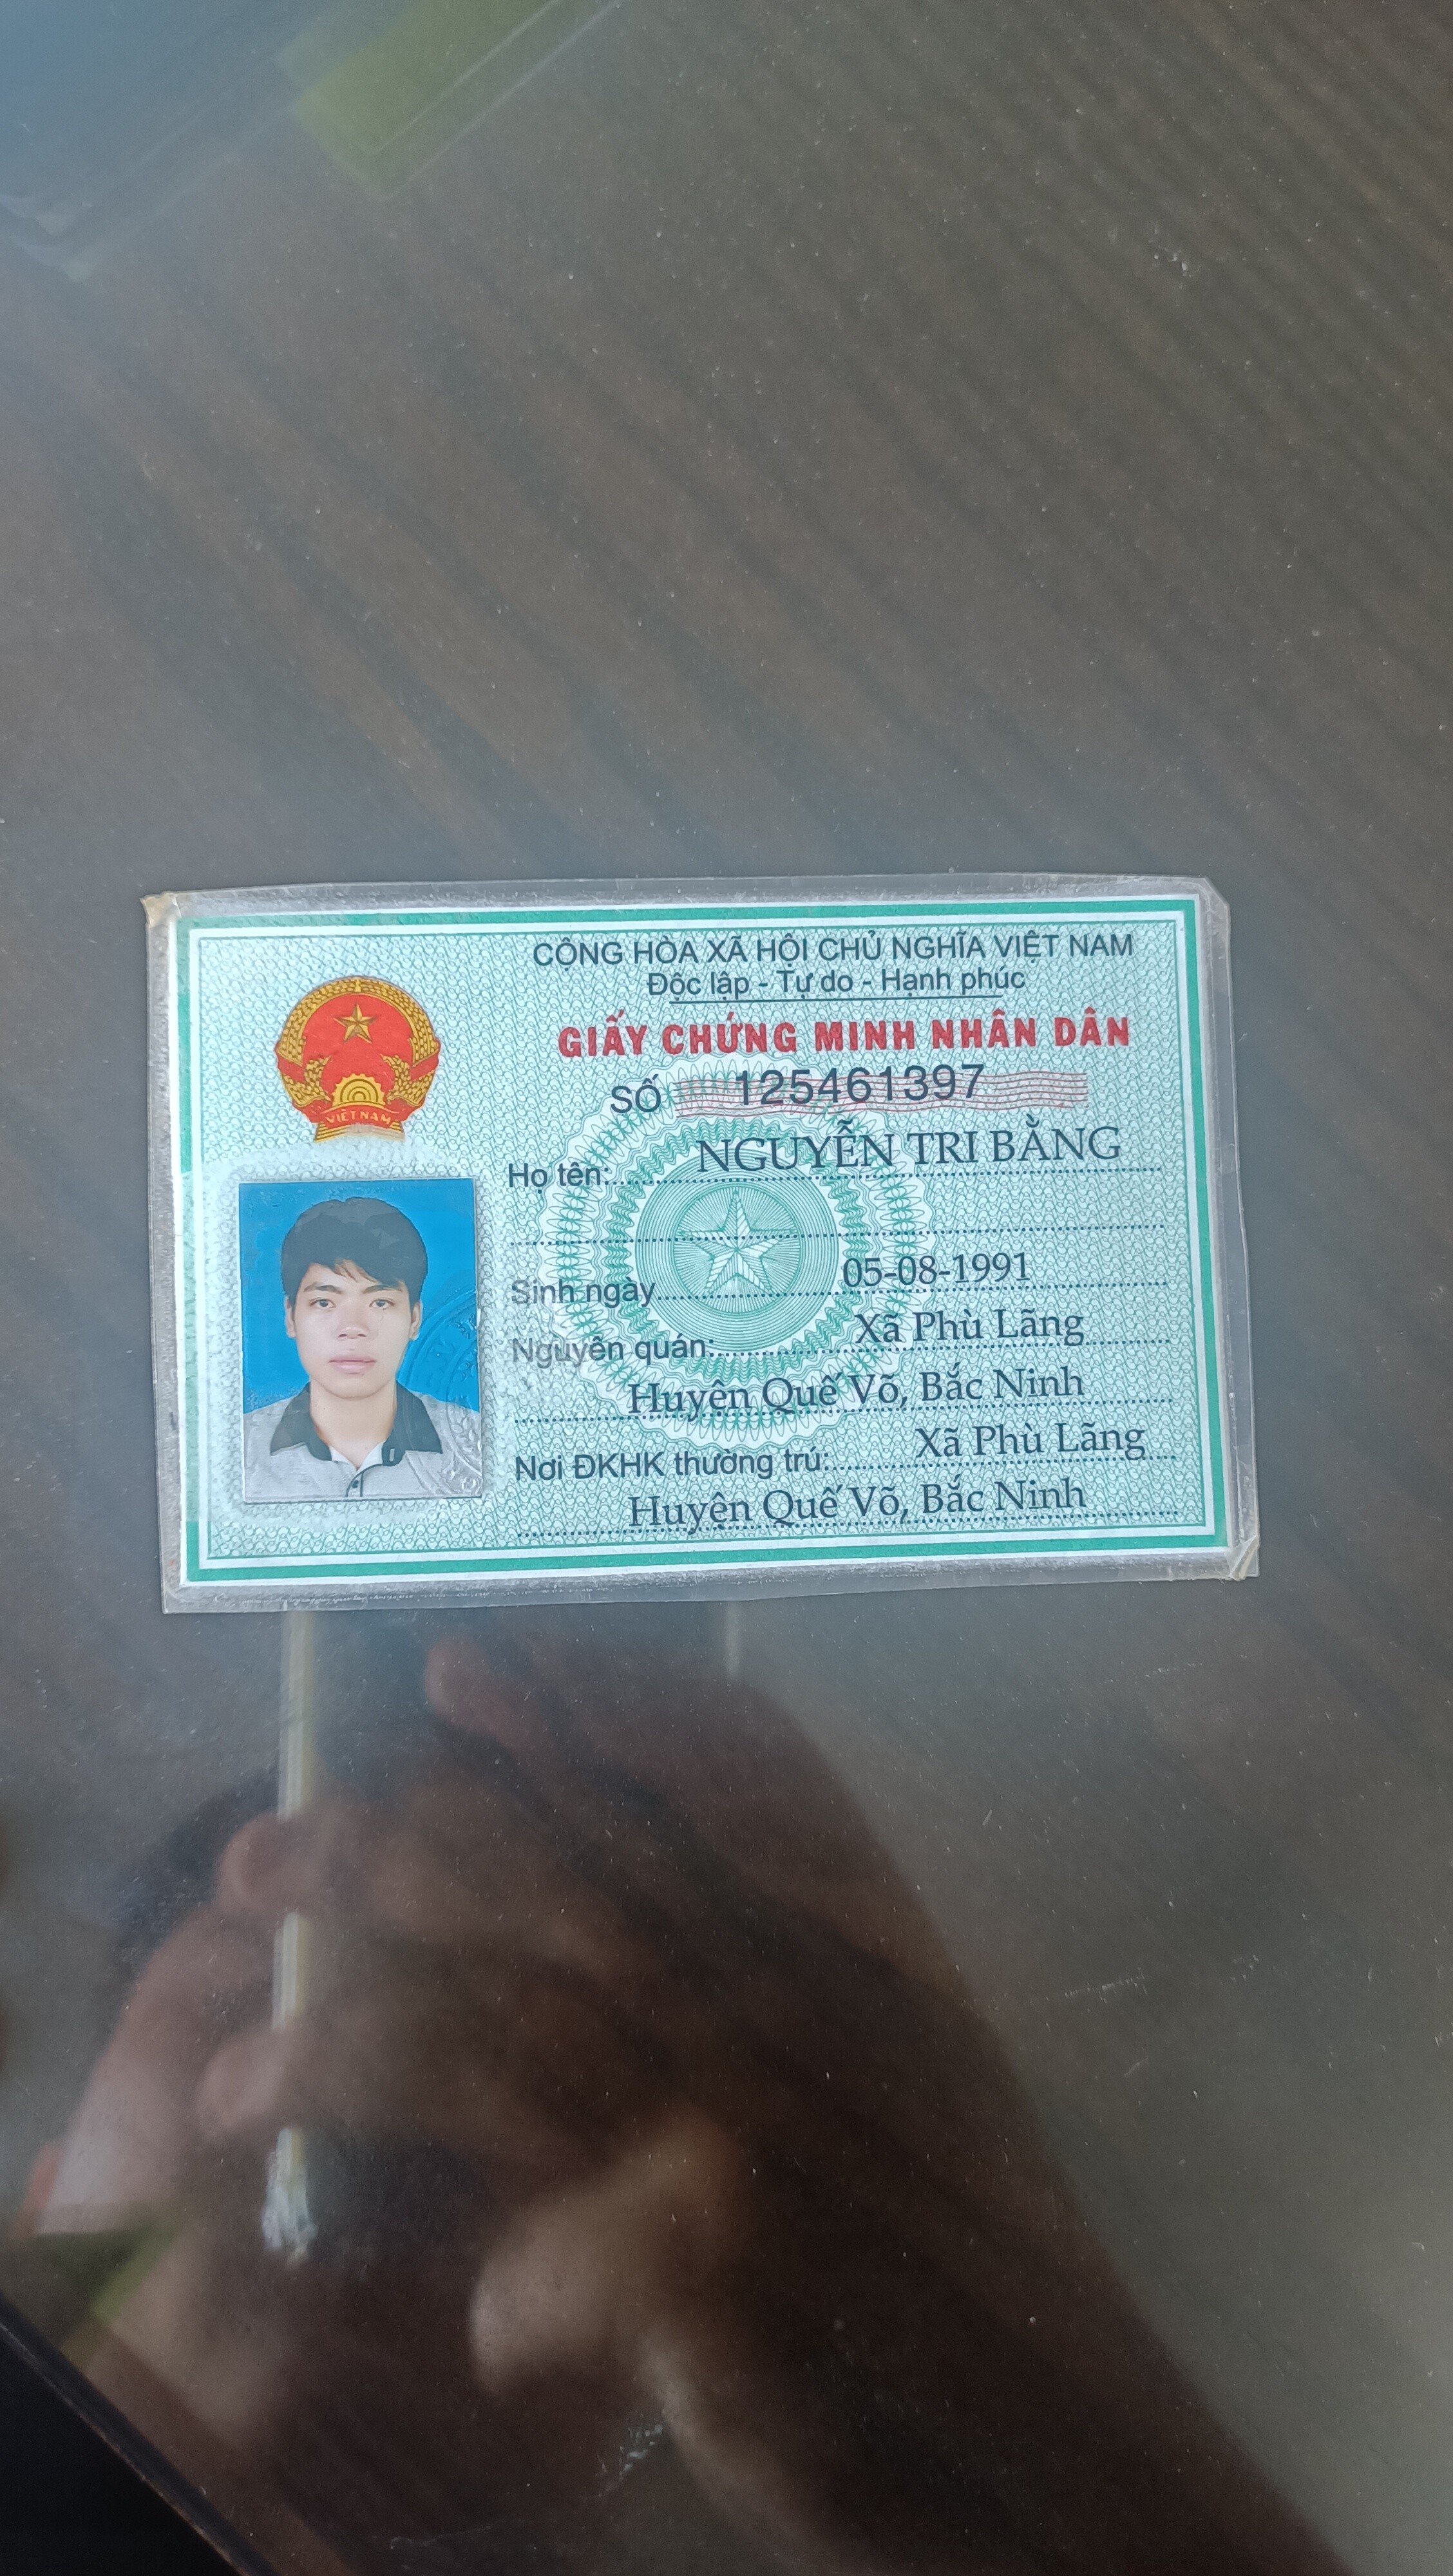 CỘNG HÒA XÃ HỘI CHỦ NGHĨA VIỆT NAM
Độc lập - Tự do - Hạnh phúc
GIẤY CHỨNG MINH NHÂN DÂN
SỐ 125461397
VIỆT NAM
Họ tên: NGUYỄN TRI BẰNG
Sinh ngày 05-08-1991
Nguyên quán: Xã Phù Lãng
Huyện Quế Võ, Bắc Ninh
Nơi ĐKHK thường trú: Xã Phù Lãng
Huyện Quế Võ, Bắc Ninh